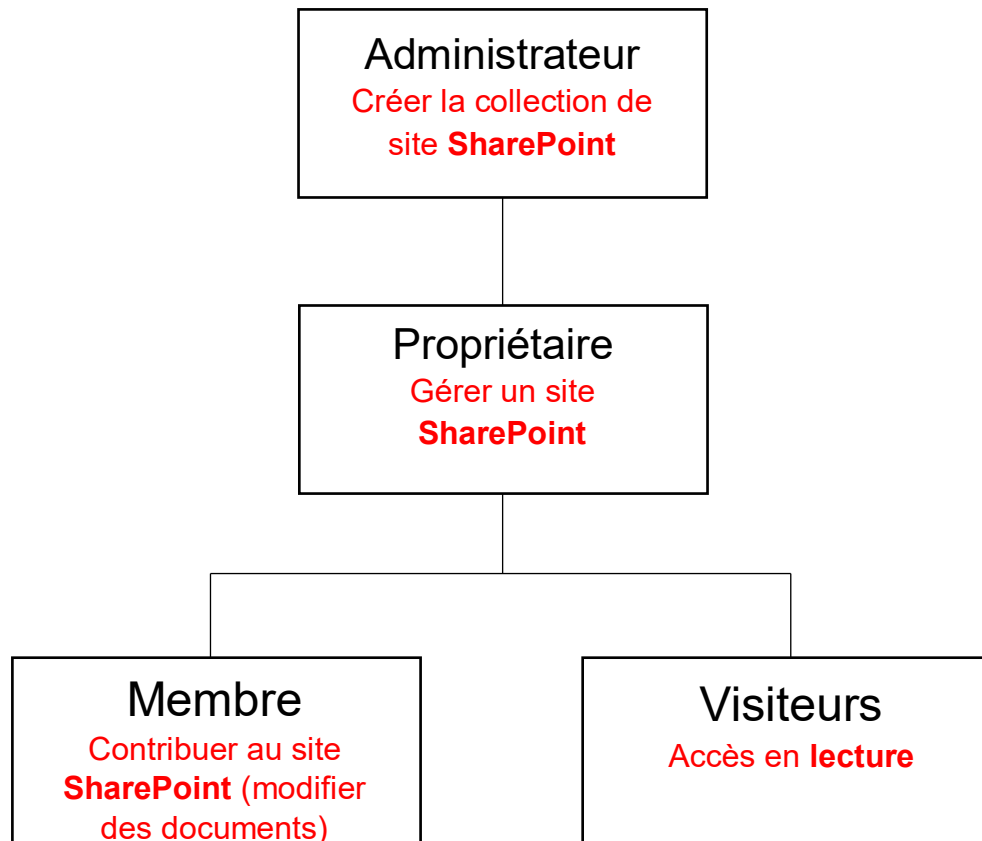 Administrateur
Créer la collection de
site SharePoint
Propriétaire
Gérer un site
SharePoint
Membre
Contribuer au site
SharePoint (modifier
des documents)
Visiteurs
Accès en lecture